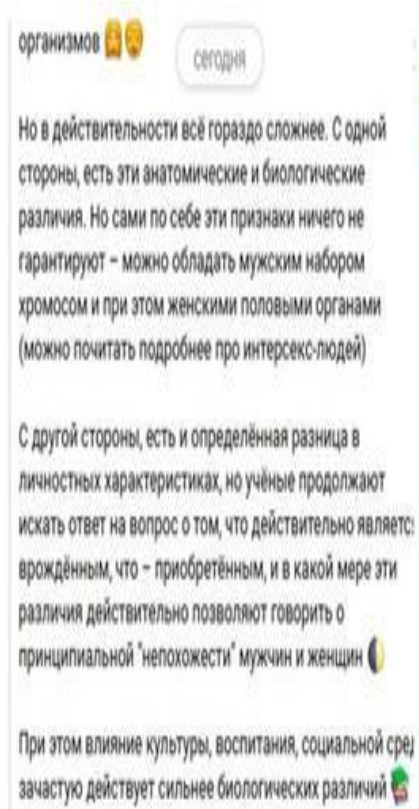 организмов
сегодня
Но в действительности всё гораздо сложнее. С одной
стороны, есть эти анатомические и биологические
различия. Но сами по себе эти признаки ничего не
гарантируют – можно обладать мужским набором
хромосом и при этом женскими половыми органами
(можно почитать подробнее про интерсекс-людей)
С другой стороны, есть и определённая разница в
личностных характеристиках, но учёные продолжают
искать ответ на вопрос о том, что действительно являетс
врождённым, что – приобретённым, и в какой мере эти
различия действительно позволяют говорить о
принципиальной "непохожести" мужчин и женщин
При этом влияние культуры, воспитания, социальной сред
зачастую действует сильнее биологических различий